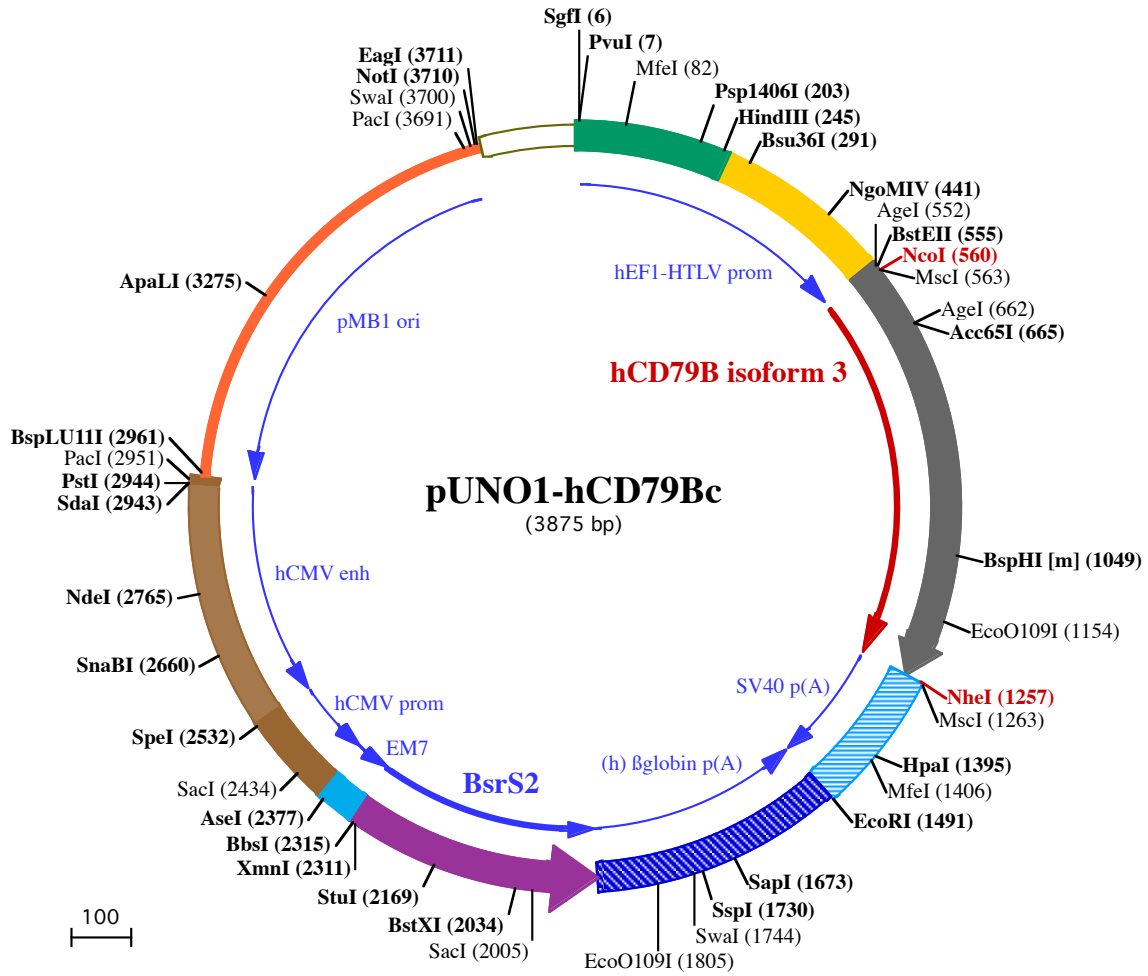 SgfI (6)
PvuI (7)
MfeI (82)
Psp1406I (203)
HindIII (245)
Bsu36I (291)
NgoMIV (441)
AgeI (552)
BstEII (555)
NcoI (560)
MscI (563)
AgeI (662)
Acc65I (665)
BspHI [m] (1049)
EcoO109I (1154)
NheI (1257)
MscI (1263)
HpaI (1395)
MfeI (1406)
EcoRI (1491)
SapI (1673)
SspI (1730)
SwaI (1744)
EcoO109I (1805)
SacI (2005)
BstXI (2034)
StuI (2169)
XmnI (2311)
BbsI (2315)
AseI (2377)
SacI (2434)
SpeI (2532)
SnaBI (2660)
NdeI (2765)
SdaI (2943)
PstI (2944)
PacI (2951)
BspLU11I (2961)
ApaLI (3275)
PacI (3691)
SwaI (3700)
NotI (3710)
EagI (3711)
hEF1-HTLV prom
hCD79B isoform 3
SV40 p(A)
(h) ßglobin p(A)
BsrS2
EM7
hCMV prom
hCMV enh
pMB1 ori
pUNO1-hCD79Bc
(3875 bp)
100